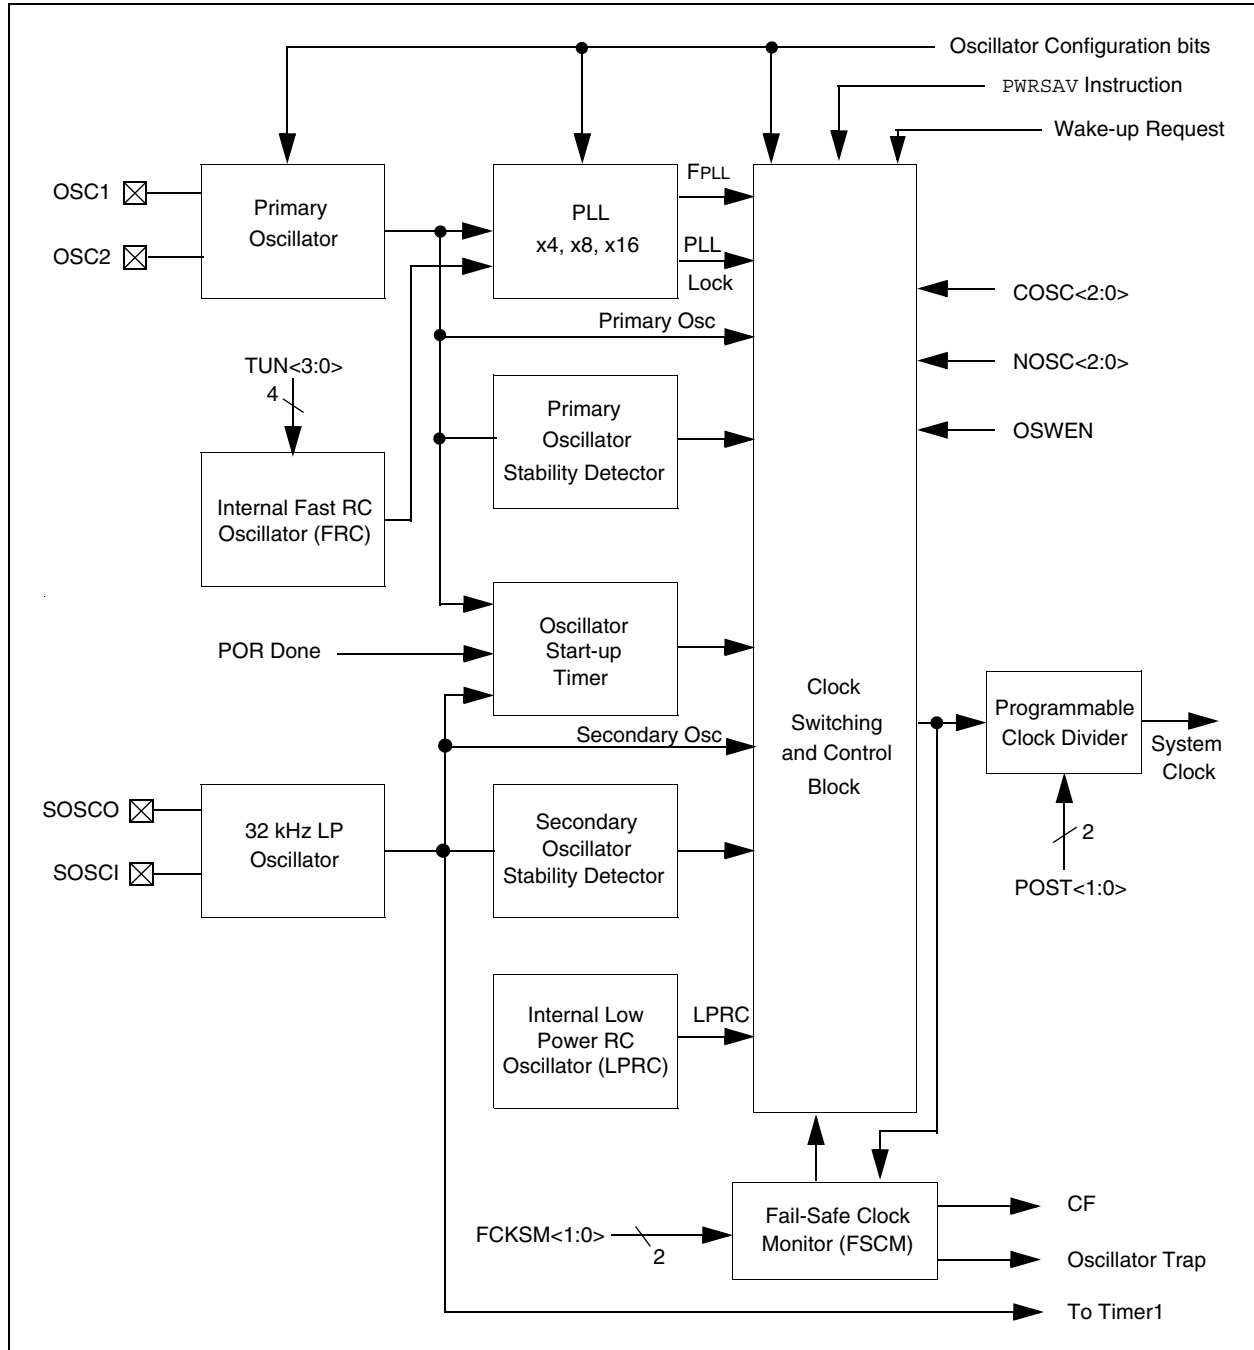 Oscillator Configuration bits
PWRSAV Instruction
Wake-up Request
OSC1
OSC2
Primary
Oscillator
PLL
x4, x8, x16
FPLL
PLL
Lock
Primary Osc
COSC<2:0>
NOSC<2:0>
OSWEN
TUN<3:0>
4
Internal Fast RC
Oscillator (FRC)
Primary
Oscillator
Stability Detector
POR Done
Oscillator
Start-up
Timer
Secondary Osc
Clock
Switching
and Control
Block
Programmable
Clock Divider
System
Clock
2
POST<1:0>
SOSCO
SOSCI
32 kHz LP
Oscillator
Secondary
Oscillator
Stability Detector
Internal Low
Power RC
Oscillator (LPRC)
LPRC
FCKSM<1:0>
2
Fail-Safe Clock
Monitor (FSCM)
CF
Oscillator Trap
To Timer1